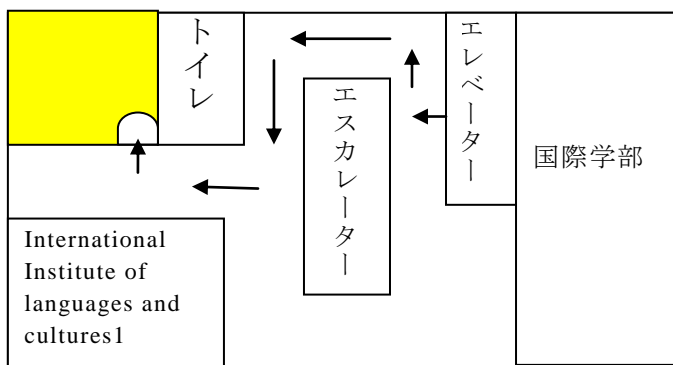 トイレ
エスカレーター
エレベーター
国際学部
International
Institute of
languages and
cultures1